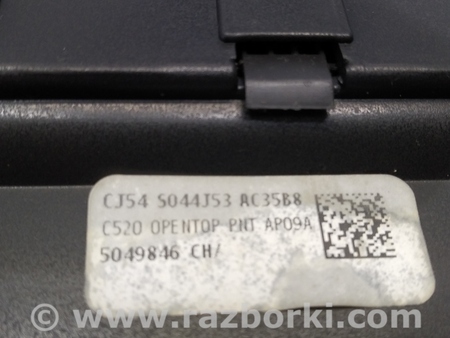 CJ54 S044J53 AC35B8
C520 OPENTOP PNT AP09A
5049846 CH/
www.razborki.com